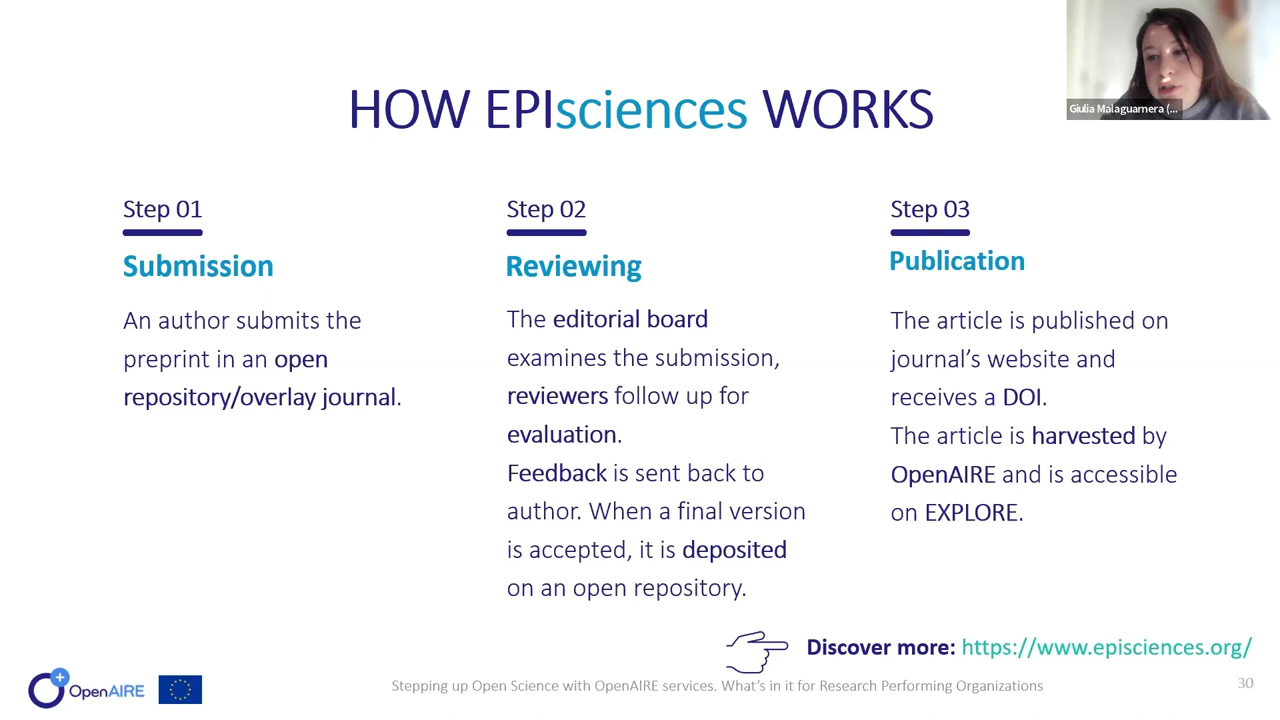 Giulia Malaguarnera (...
HOW EPIsciences WORKS
Step 01
Submission
An author submits the
preprint in an open
repository/overlay journal.
Step 02
Reviewing
The editorial board
examines the submission,
reviewers follow up for
evaluation.
Feedback is sent back to
author. When a final version
is accepted, it is deposited
on an open repository.
Step 03
Publication
The article is published on
journal's website and
receives a DOI.
The article is harvested by
OpenAIRE and is accessible
on EXPLORE.
Discover more: https://www.episciences.org/
OpenAIRE
Stepping up Open Science with OpenAIRE services. What's in it for Research Performing Organizations
30